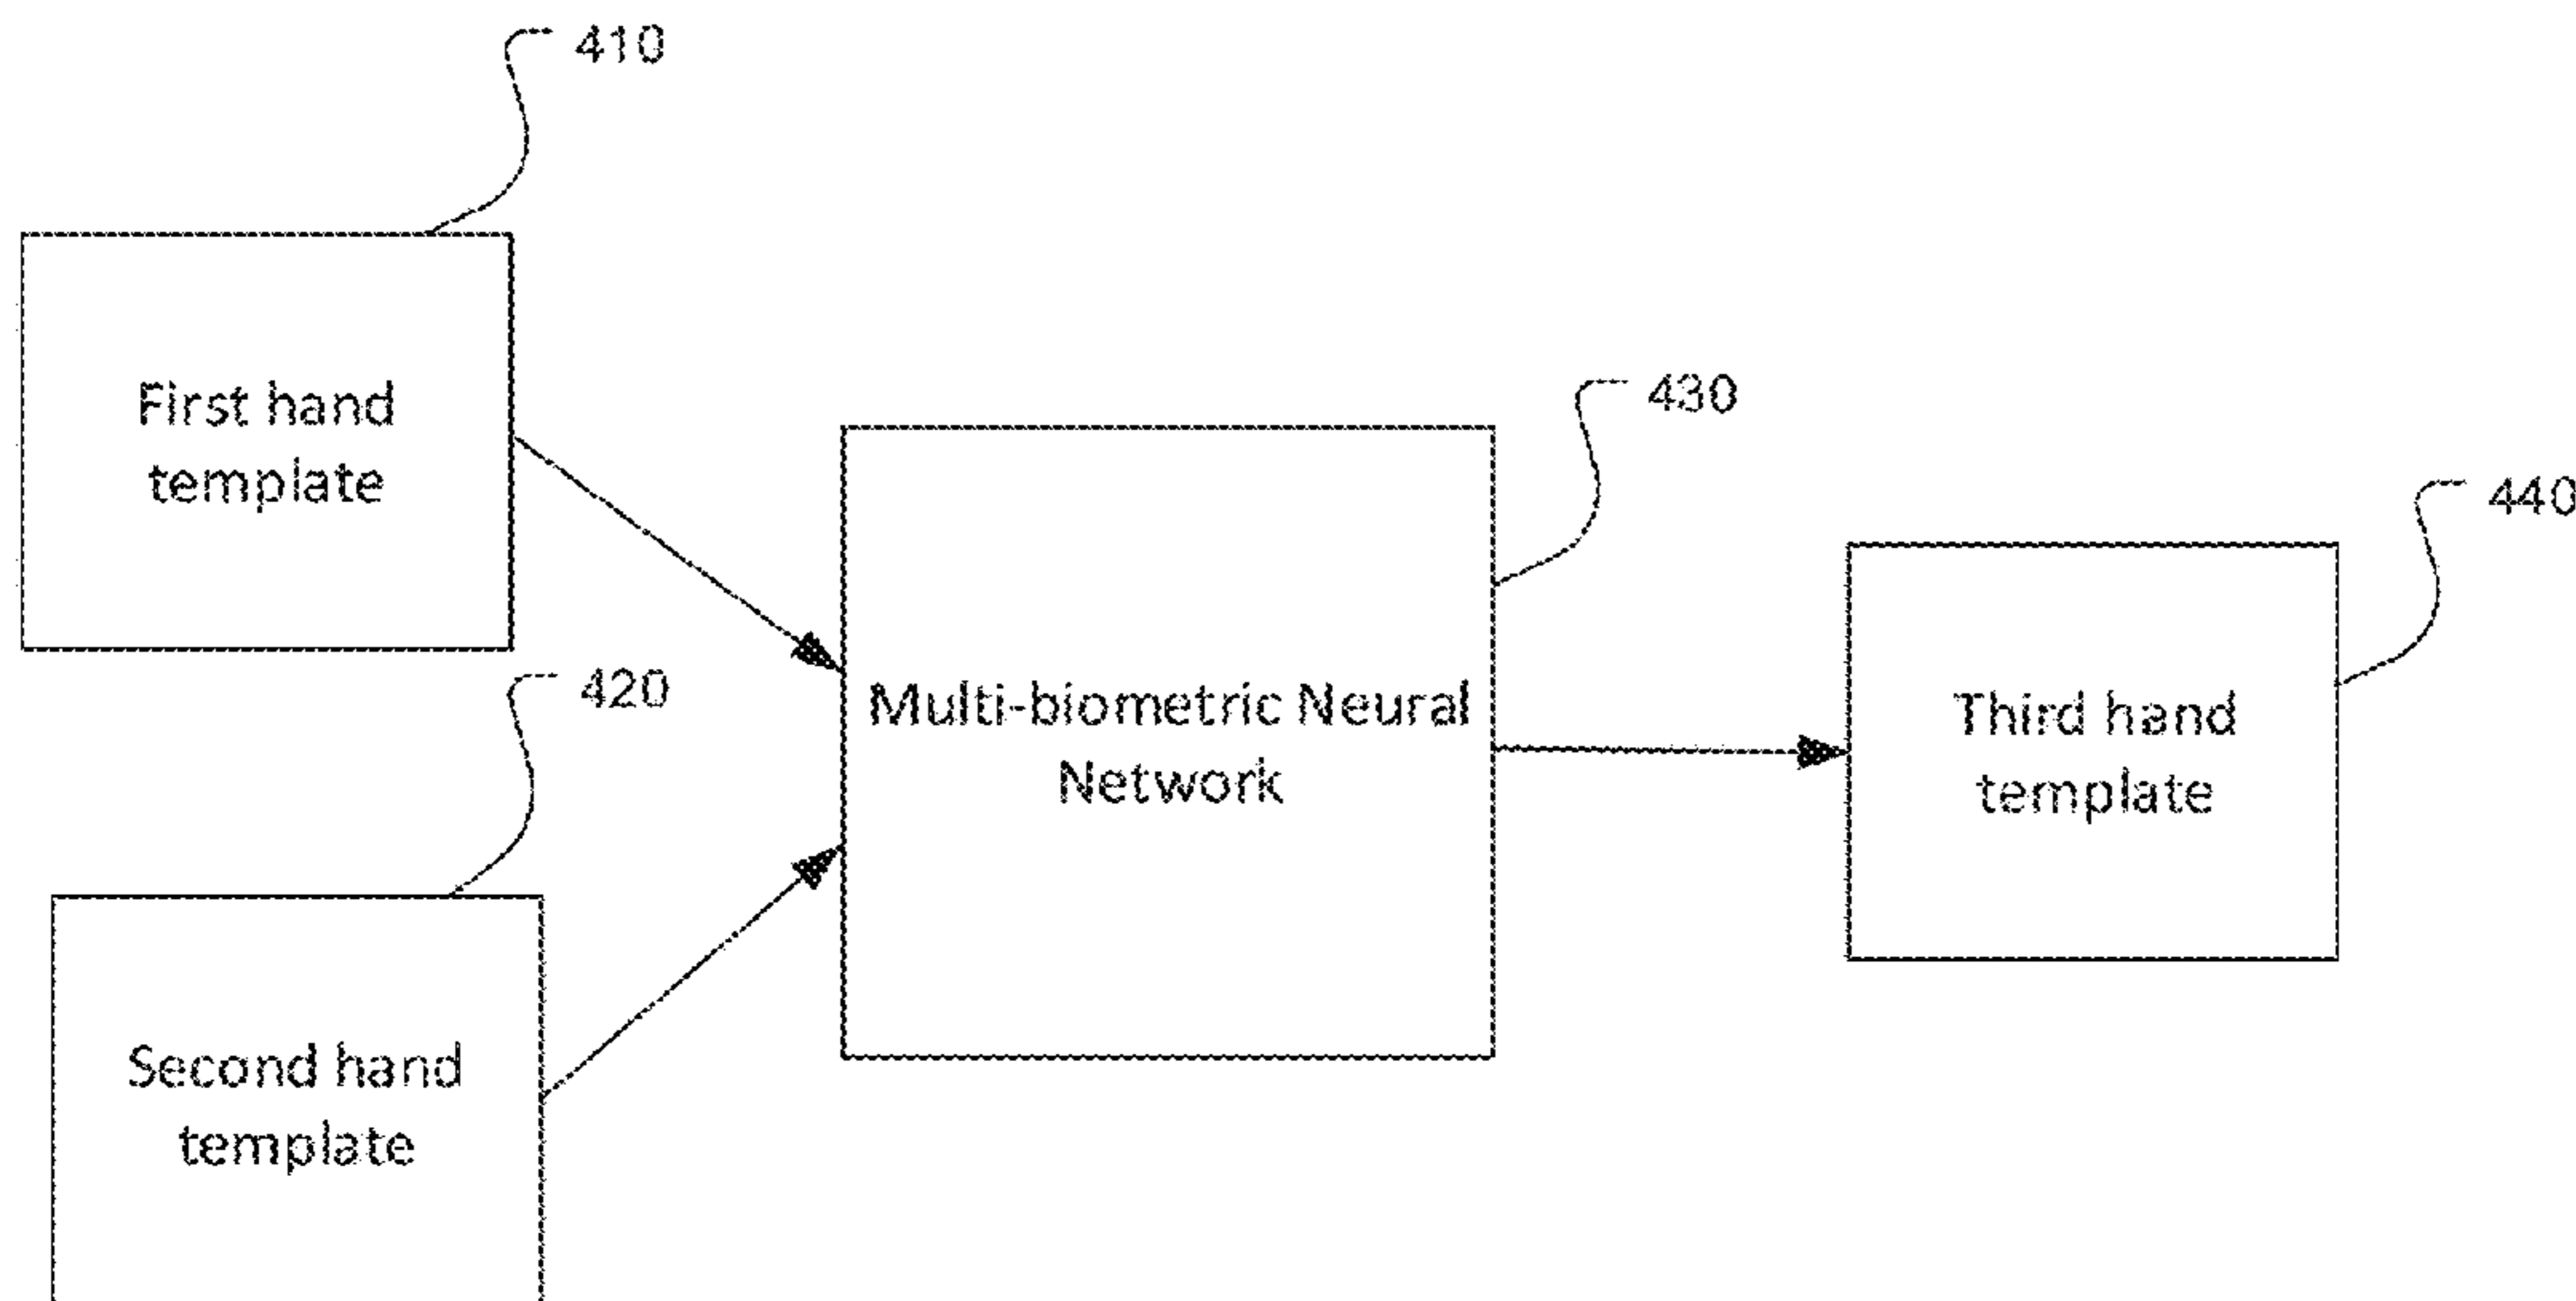 410
First hand
template
420
Second hand
template
430
Multi-biometric Neural
Network
440
Third hand
template